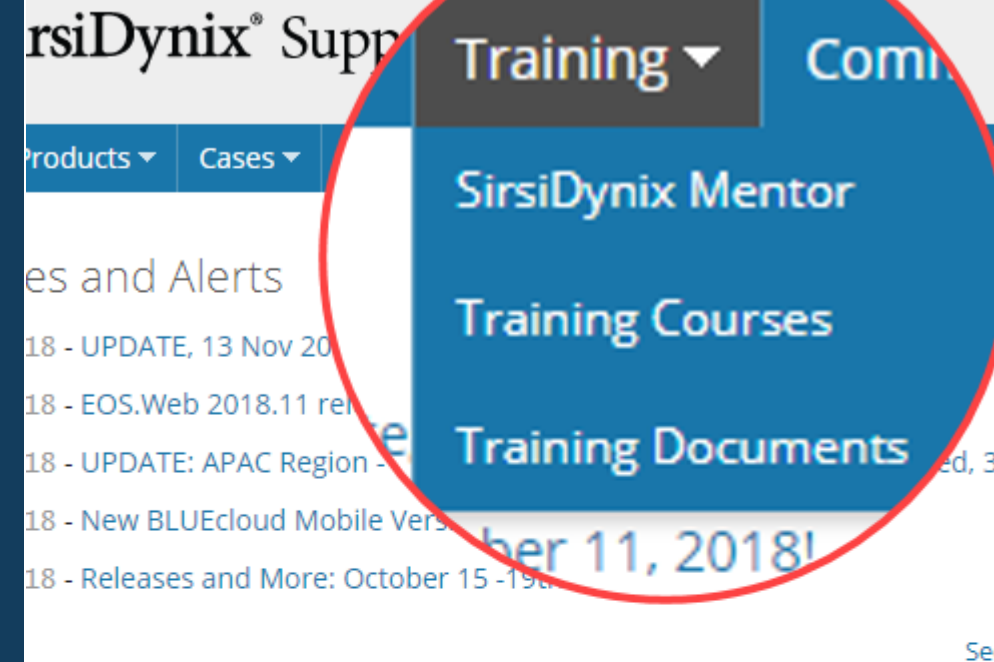 rsiDynix® Supp
Training Comm
Products Cases
SirsiDynix Mentor
es and Alerts
Training Courses
18 - UPDATE, 13 Nov 20
18 - EOS.Web 2018.11 rel
Training Documents
18 - UPDATE: APAC Region - ed, 3
18 - New BLUEcloud Mobile Vers
ber 11, 2018!
18 - Releases and More: October 15 -19th
Se